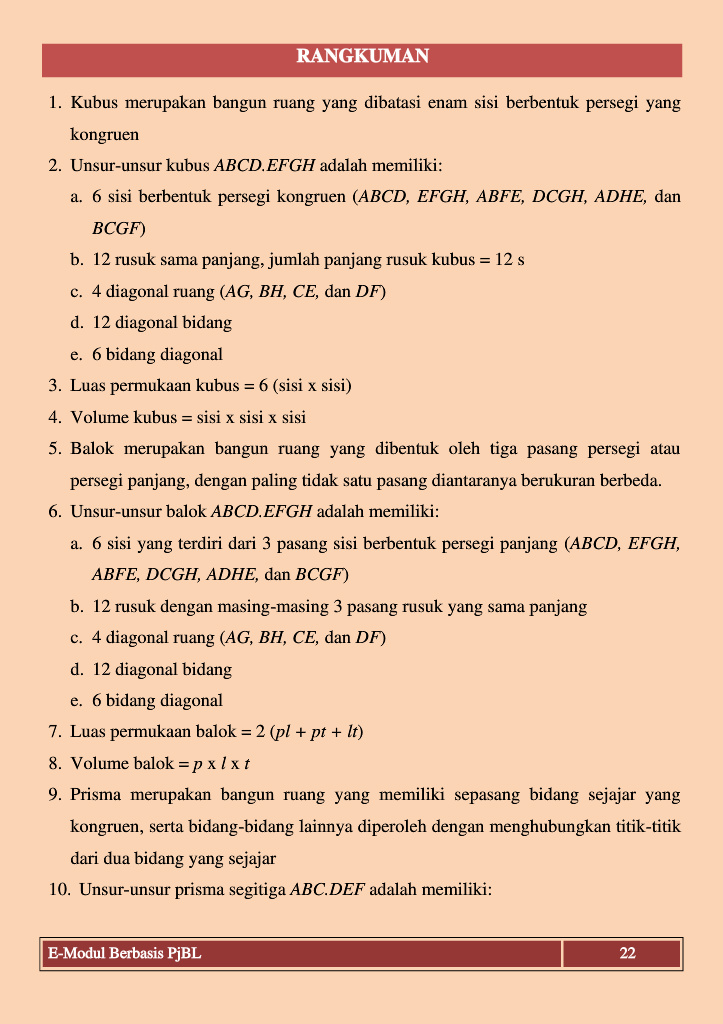 RANGKUMAN
1. Kubus merupakan bangun ruang yang dibatasi enam sisi berbentuk persegi yang
kongruen
2. Unsur-unsur kubus ABCD.EFGH adalah memiliki:
a. 6 sisi berbentuk persegi kongruen (ABCD, EFGH, ABFE, DCGH, ADHE, dan
BCGF)
b. 12 rusuk sama panjang, jumlah panjang rusuk kubus = 12 s
c. 4 diagonal ruang (AG, BH, CE, dan DF)
d. 12 diagonal bidang
e. 6 bidang diagonal
3. Luas permukaan kubus = 6 (sisi x sisi)
4. Volume kubus = sisi x sisi x sisi
5. Balok merupakan bangun ruang yang dibentuk oleh tiga pasang persegi atau
persegi panjang, dengan paling tidak satu pasang diantaranya berukuran berbeda.
6. Unsur-unsur balok ABCD.EFGH adalah memiliki:
a. 6 sisi yang terdiri dari 3 pasang sisi berbentuk persegi panjang (ABCD, EFGH,
ABFE, DCGH, ADHE, dan BCGF)
b. 12 rusuk dengan masing-masing 3 pasang rusuk yang sama panjang
c. 4 diagonal ruang (AG, BH, CE, dan DF)
d. 12 diagonal bidang
e. 6 bidang diagonal
7. Luas permukaan balok = 2 (pl + pt + lt)
8. Volume balok = p x l x t
9. Prisma merupakan bangun ruang yang memiliki sepasang bidang sejajar yang
kongruen, serta bidang-bidang lainnya diperoleh dengan menghubungkan titik-titik
dari dua bidang yang sejajar
10. Unsur-unsur prisma segitiga ABC.DEF adalah memiliki:
E-Modul Berbasis PjBL 22